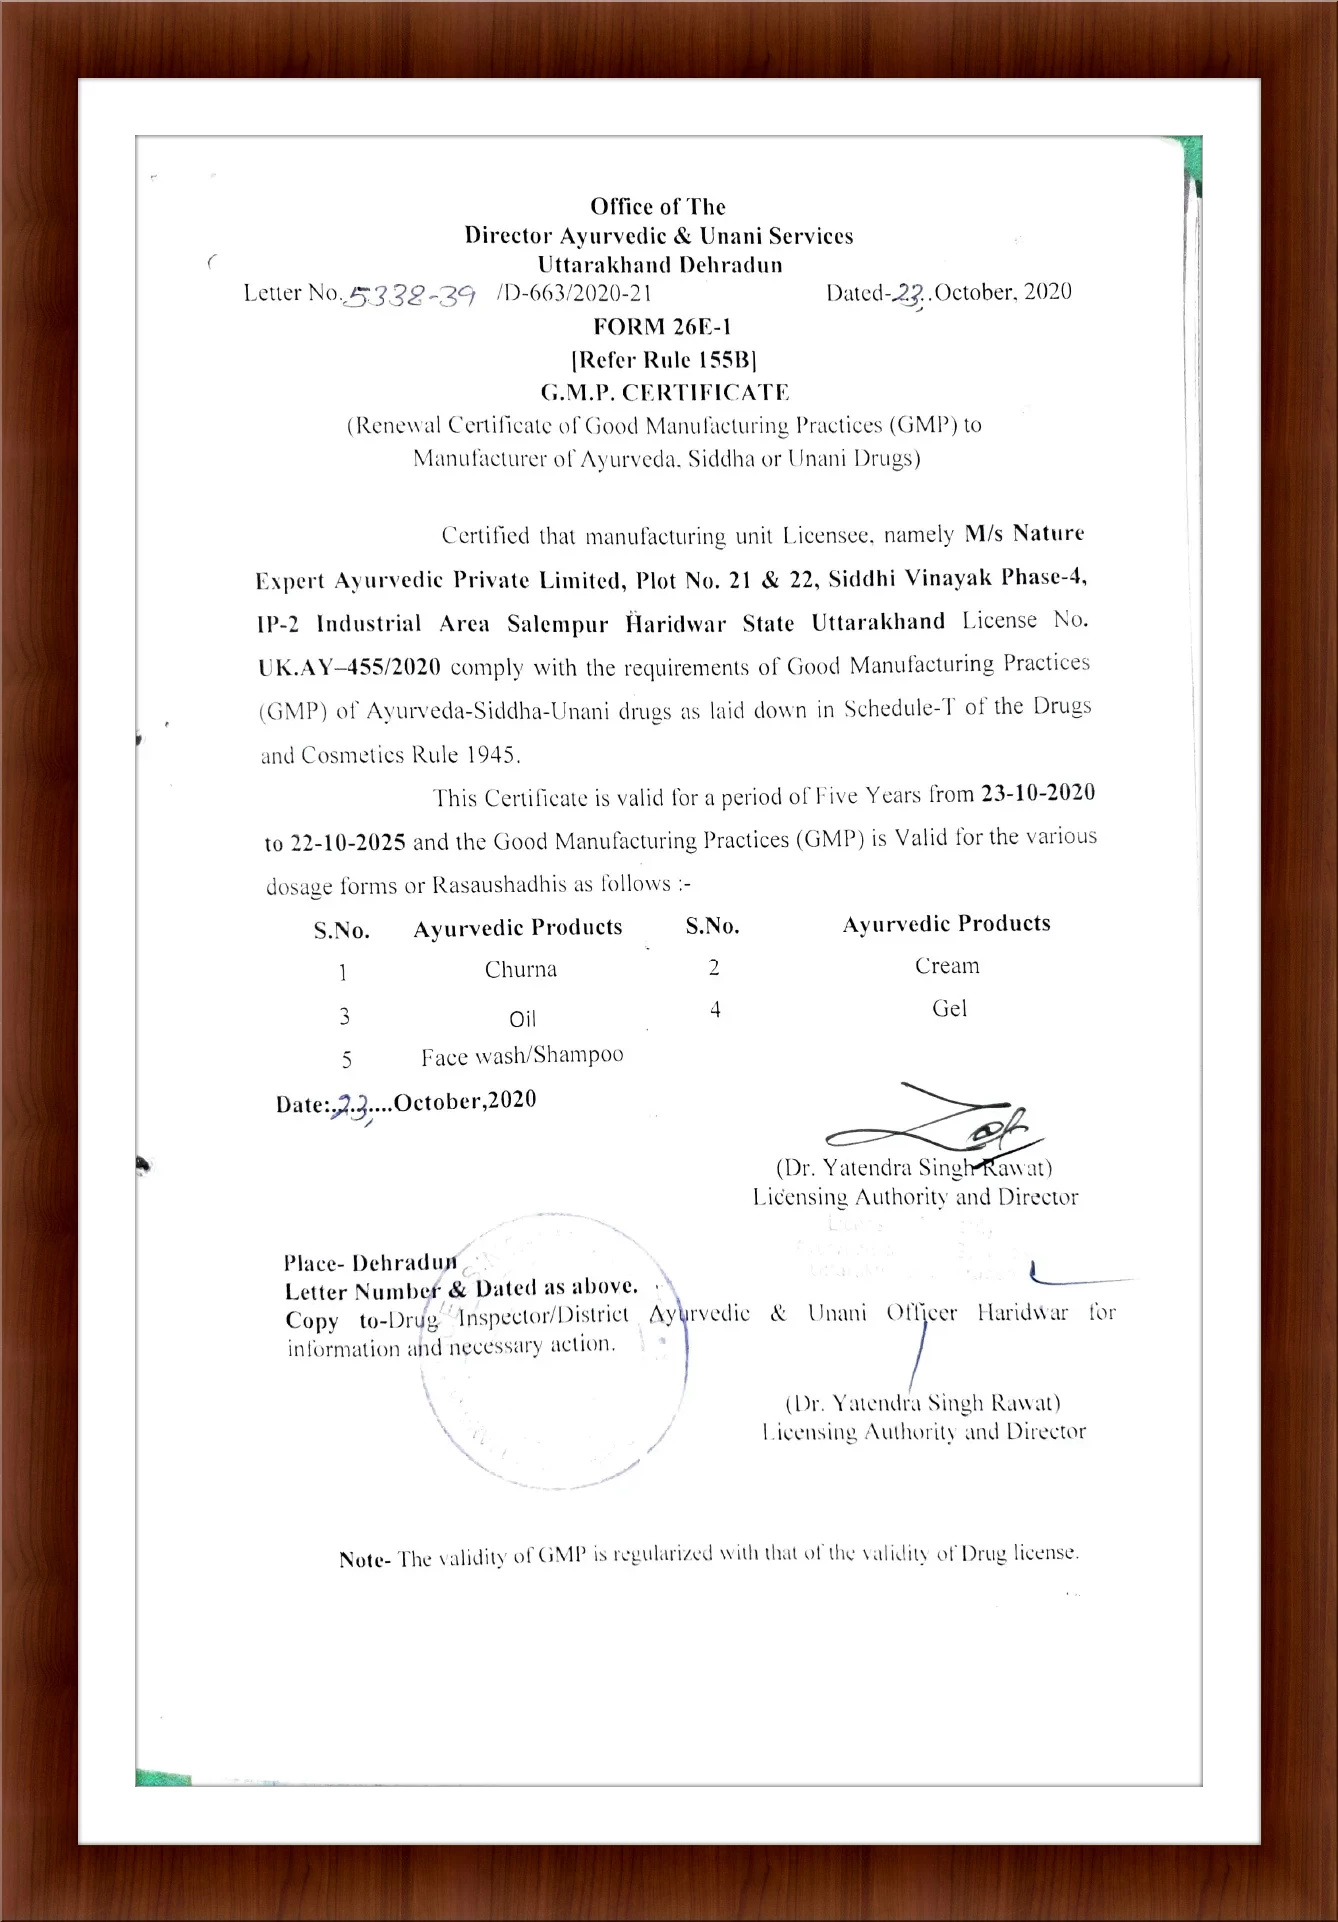 Office of The
Director Ayurvedic & Unani Services
Uttarakhand Dehradun
Letter No. 5338-39 /D-663/2020-21 Dated-23, .October, 2020
FORM 26E-1
[Refer Rule 155B]
G.M.P. CERTIFICATE
(Renewal Certificate of Good Manufacturing Practices (GMP) to
Manufacturer of Ayurveda, Siddha or Unani Drugs)
Certified that manufacturing unit Licensee, namely M/s Nature
Expert Ayurvedic Private Limited, Plot No. 21 & 22, Siddhi Vinayak Phase-4,
IP-2 Industrial Area Salempur Haridwar State Uttarakhand License No.
UK.AY–455/2020 comply with the requirements of Good Manufacturing Practices
(GMP) of Ayurveda-Siddha-Unani drugs as laid down in Schedule-T of the Drugs
and Cosmetics Rule 1945.
This Certificate is valid for a period of Five Years from 23-10-2020
to 22-10-2025 and the Good Manufacturing Practices (GMP) is Valid for the various
dosage forms or Rasaushadhis as follows :-
S.No. Ayurvedic Products S.No. Ayurvedic Products
1 Churna 2 Cream
3 Oil 4 Gel
5 Face wash/Shampoo
Date:..23,....October,2020
(Dr. Yatendra Singh Rawat)
Licensing Authority and Director
Place- Dehradun
Letter Number & Dated as above.
Copy to-Drug Inspector/District Ayurvedic & Unani Officer Haridwar for
information and necessary action.
(Dr. Yatendra Singh Rawat)
Licensing Authority and Director
Note- The validity of GMP is regularized with that of the validity of Drug license.